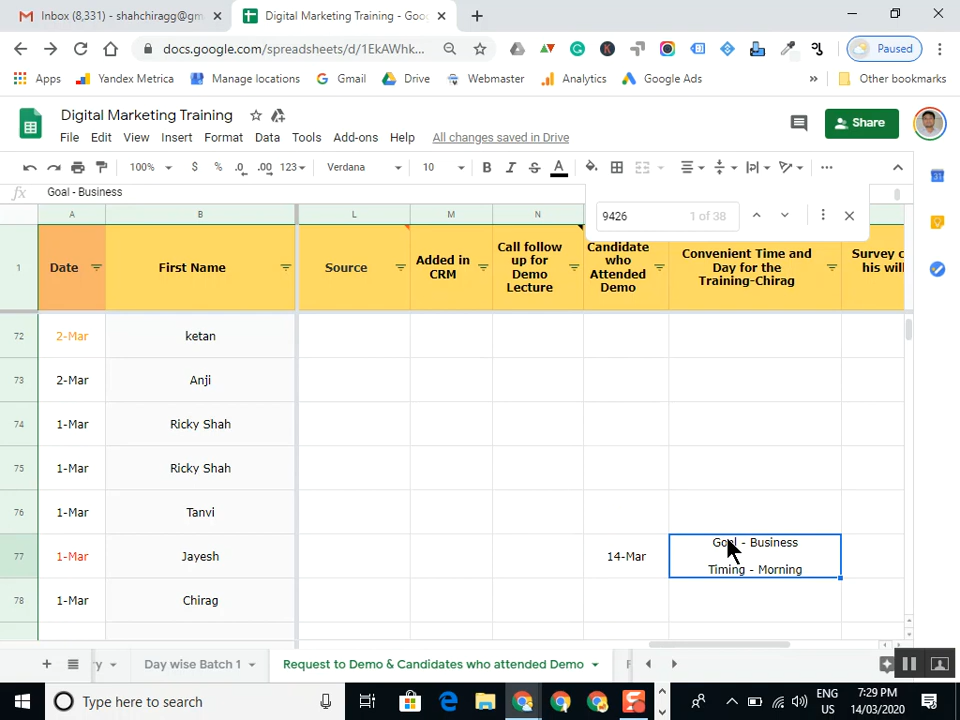 Inbox (8,331) - shahchiragg@gm
Digital Marketing Training - Goo
docs.google.com/spreadsheets/d/1EkAWhk...
Paused
Apps
Yandex Metrica
Manage locations
Gmail
Drive
Webmaster
Analytics
Google Ads
»
Other bookmarks
Digital Marketing Training
Share
File Edit View Insert Format Data Tools Add-ons Help All changes saved in Drive
100% $ % .0 .00 123 Verdana 10 B I S A
fx Goal - Business
9426 1 of 38
A B L M N
1
Date
First Name
Source
Added in
CRM
Call follow
up for
Demo
Lecture
Candidate
who
Attended
Demo
Convenient Time and
Day for the
Training-Chirag
Survey c
his will
72 2-Mar ketan
73 2-Mar Anji
74 1-Mar Ricky Shah
75 1-Mar Ricky Shah
76 1-Mar Tanvi
77 1-Mar Jayesh 14-Mar Goal - Business
Timing - Morning
78 1-Mar Chirag
ry
Day wise Batch 1
Request to Demo & Candidates who attended Demo
Type here to search
ENG
US
7:29 PM
14/03/2020